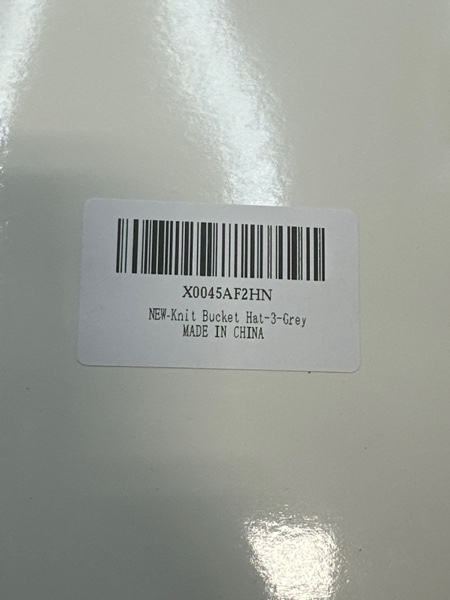 X0045AF2HN
NEW-Knit Bucket Hat-3-Grey
MADE IN CHINA